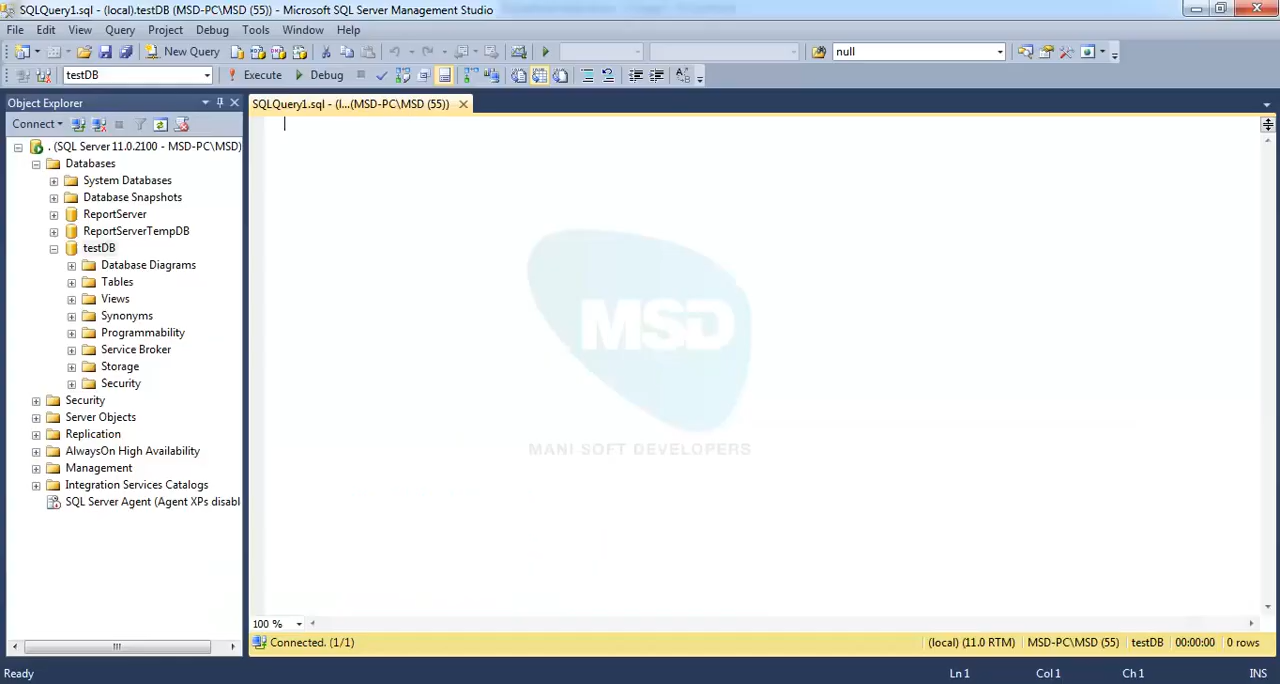 SQLQuery1.sql - (local).testDB (MSD-PC\MSD (55)) - Microsoft SQL Server Management Studio
File Edit View Query Project Debug Tools Window Help
New Query null
testDB Execute Debug
Object Explorer
SQLQuery1.sql - (l...(MSD-PC\MSD (55))
Connect
. (SQL Server 11.0.2100 - MSD-PC\MSD)
Databases
System Databases
Database Snapshots
ReportServer
ReportServerTempDB
testDB
Database Diagrams
Tables
Views
Synonyms
Programmability
Service Broker
Storage
Security
Security
Server Objects
Replication
AlwaysOn High Availability
Management
Integration Services Catalogs
SQL Server Agent (Agent XPs disabl
MSD
MANI SOFT DEVELOPERS
100 %
Connected. (1/1) (local) (11.0 RTM) MSD-PC\MSD (55) testDB 00:00:00 0 rows
Ready Ln 1 Col 1 Ch 1 INS